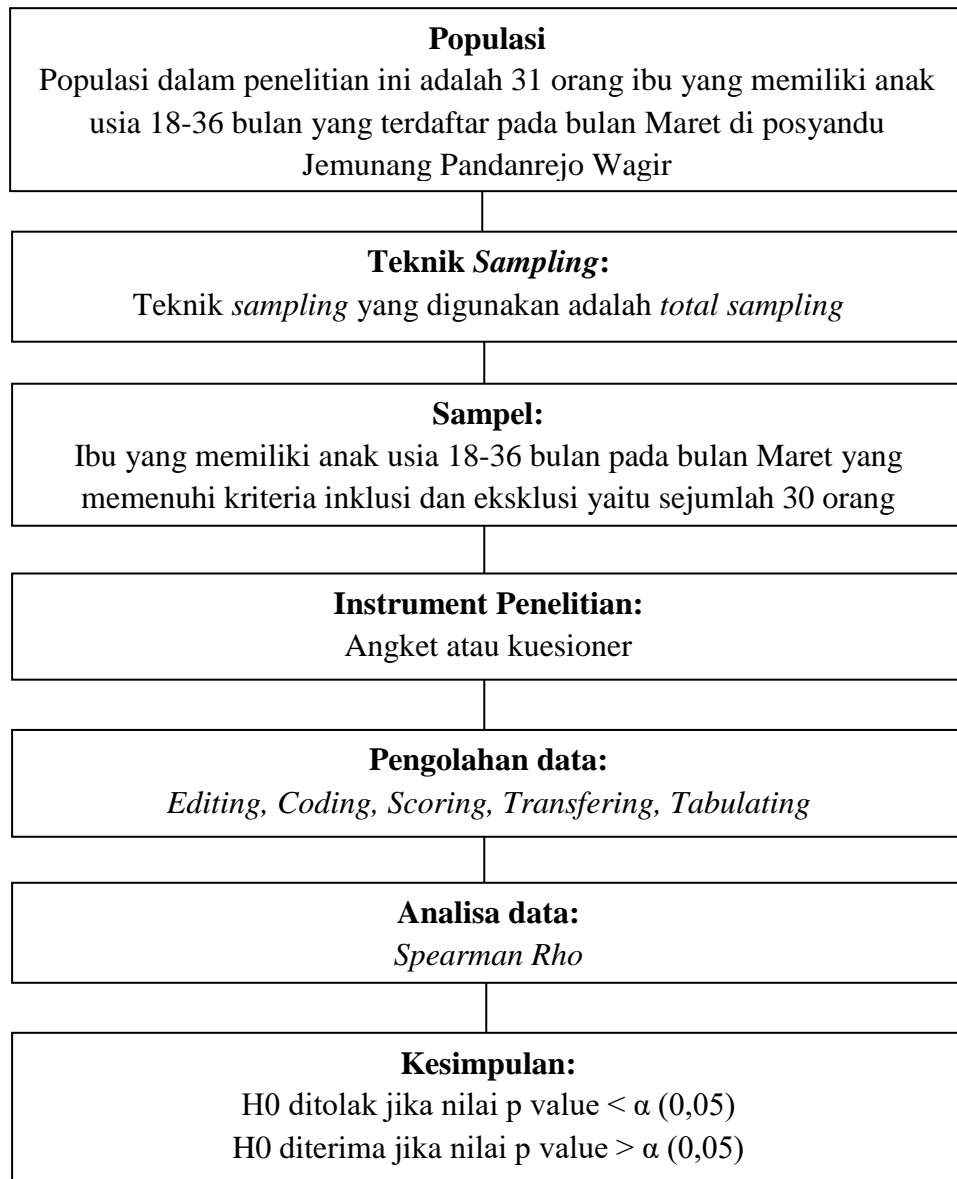 Populasi
Populasi dalam penelitian ini adalah 31 orang ibu yang memiliki anak
usia 18-36 bulan yang terdaftar pada bulan Maret di posyandu
Jemunang Pandanrejo Wagir
Teknik Sampling:
Teknik sampling yang digunakan adalah total sampling
Sampel:
Ibu yang memiliki anak usia 18-36 bulan pada bulan Maret yang
memenuhi kriteria inklusi dan eksklusi yaitu sejumlah 30 orang
Instrument Penelitian:
Angket atau kuesioner
Pengolahan data:
Editing, Coding, Scoring, Transfering, Tabulating
Analisa data:
Spearman Rho
Kesimpulan:
H0 ditolak jika nilai p value < α (0,05)
H0 diterima jika nilai p value > α (0,05)